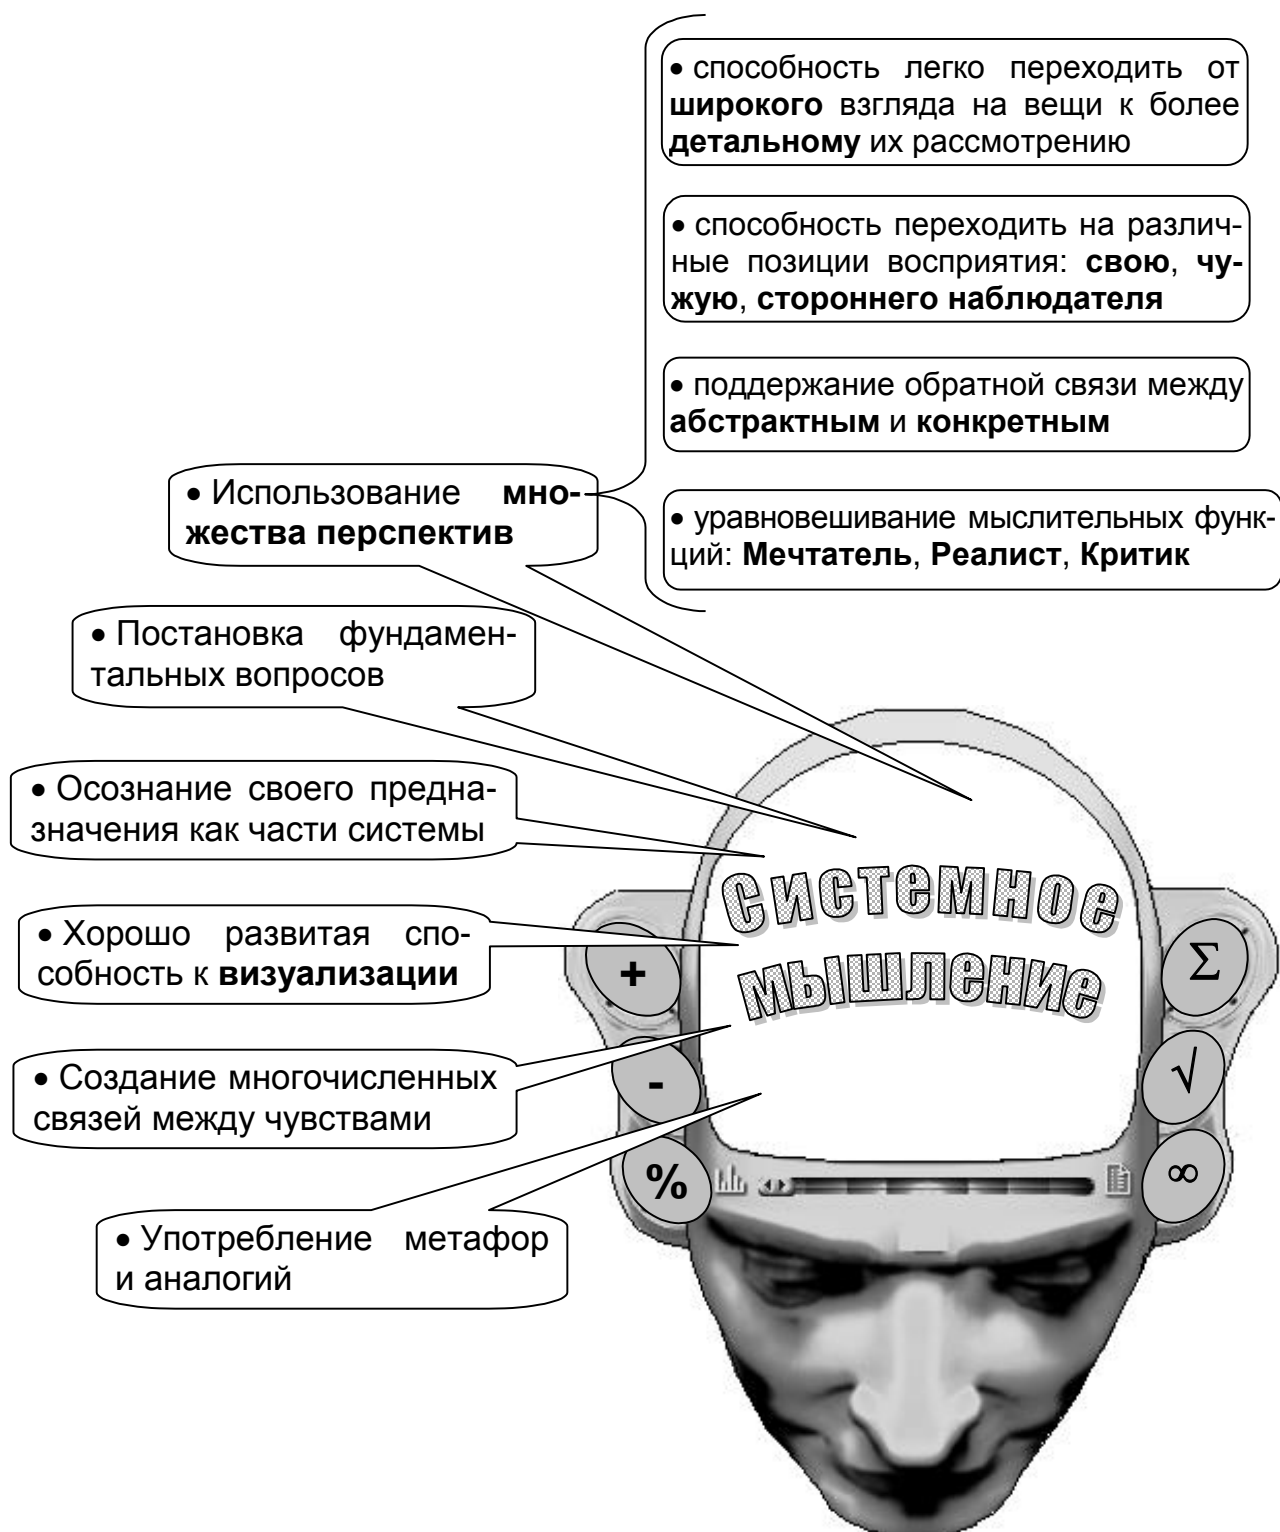 • способность легко переходить от
широкого взгляда на вещи к более
детальному их рассмотрению
• способность переходить на различ-
ные позиции восприятия: свою, чу-
жую, стороннего наблюдателя
• поддержание обратной связи между
абстрактным и конкретным
• уравновешивание мыслительных функ-
ций: Мечтатель, Реалист, Критик
• Использование мно-
жества перспектив
• Постановка фундамен-
тальных вопросов
• Осознание своего предна-
значения как части системы
• Хорошо развитая спо-
собность к визуализации
• Создание многочисленных
связей между чувствами
• Употребление метафор
и аналогий
Системное
мышление
+
-
%
Σ
√
∞